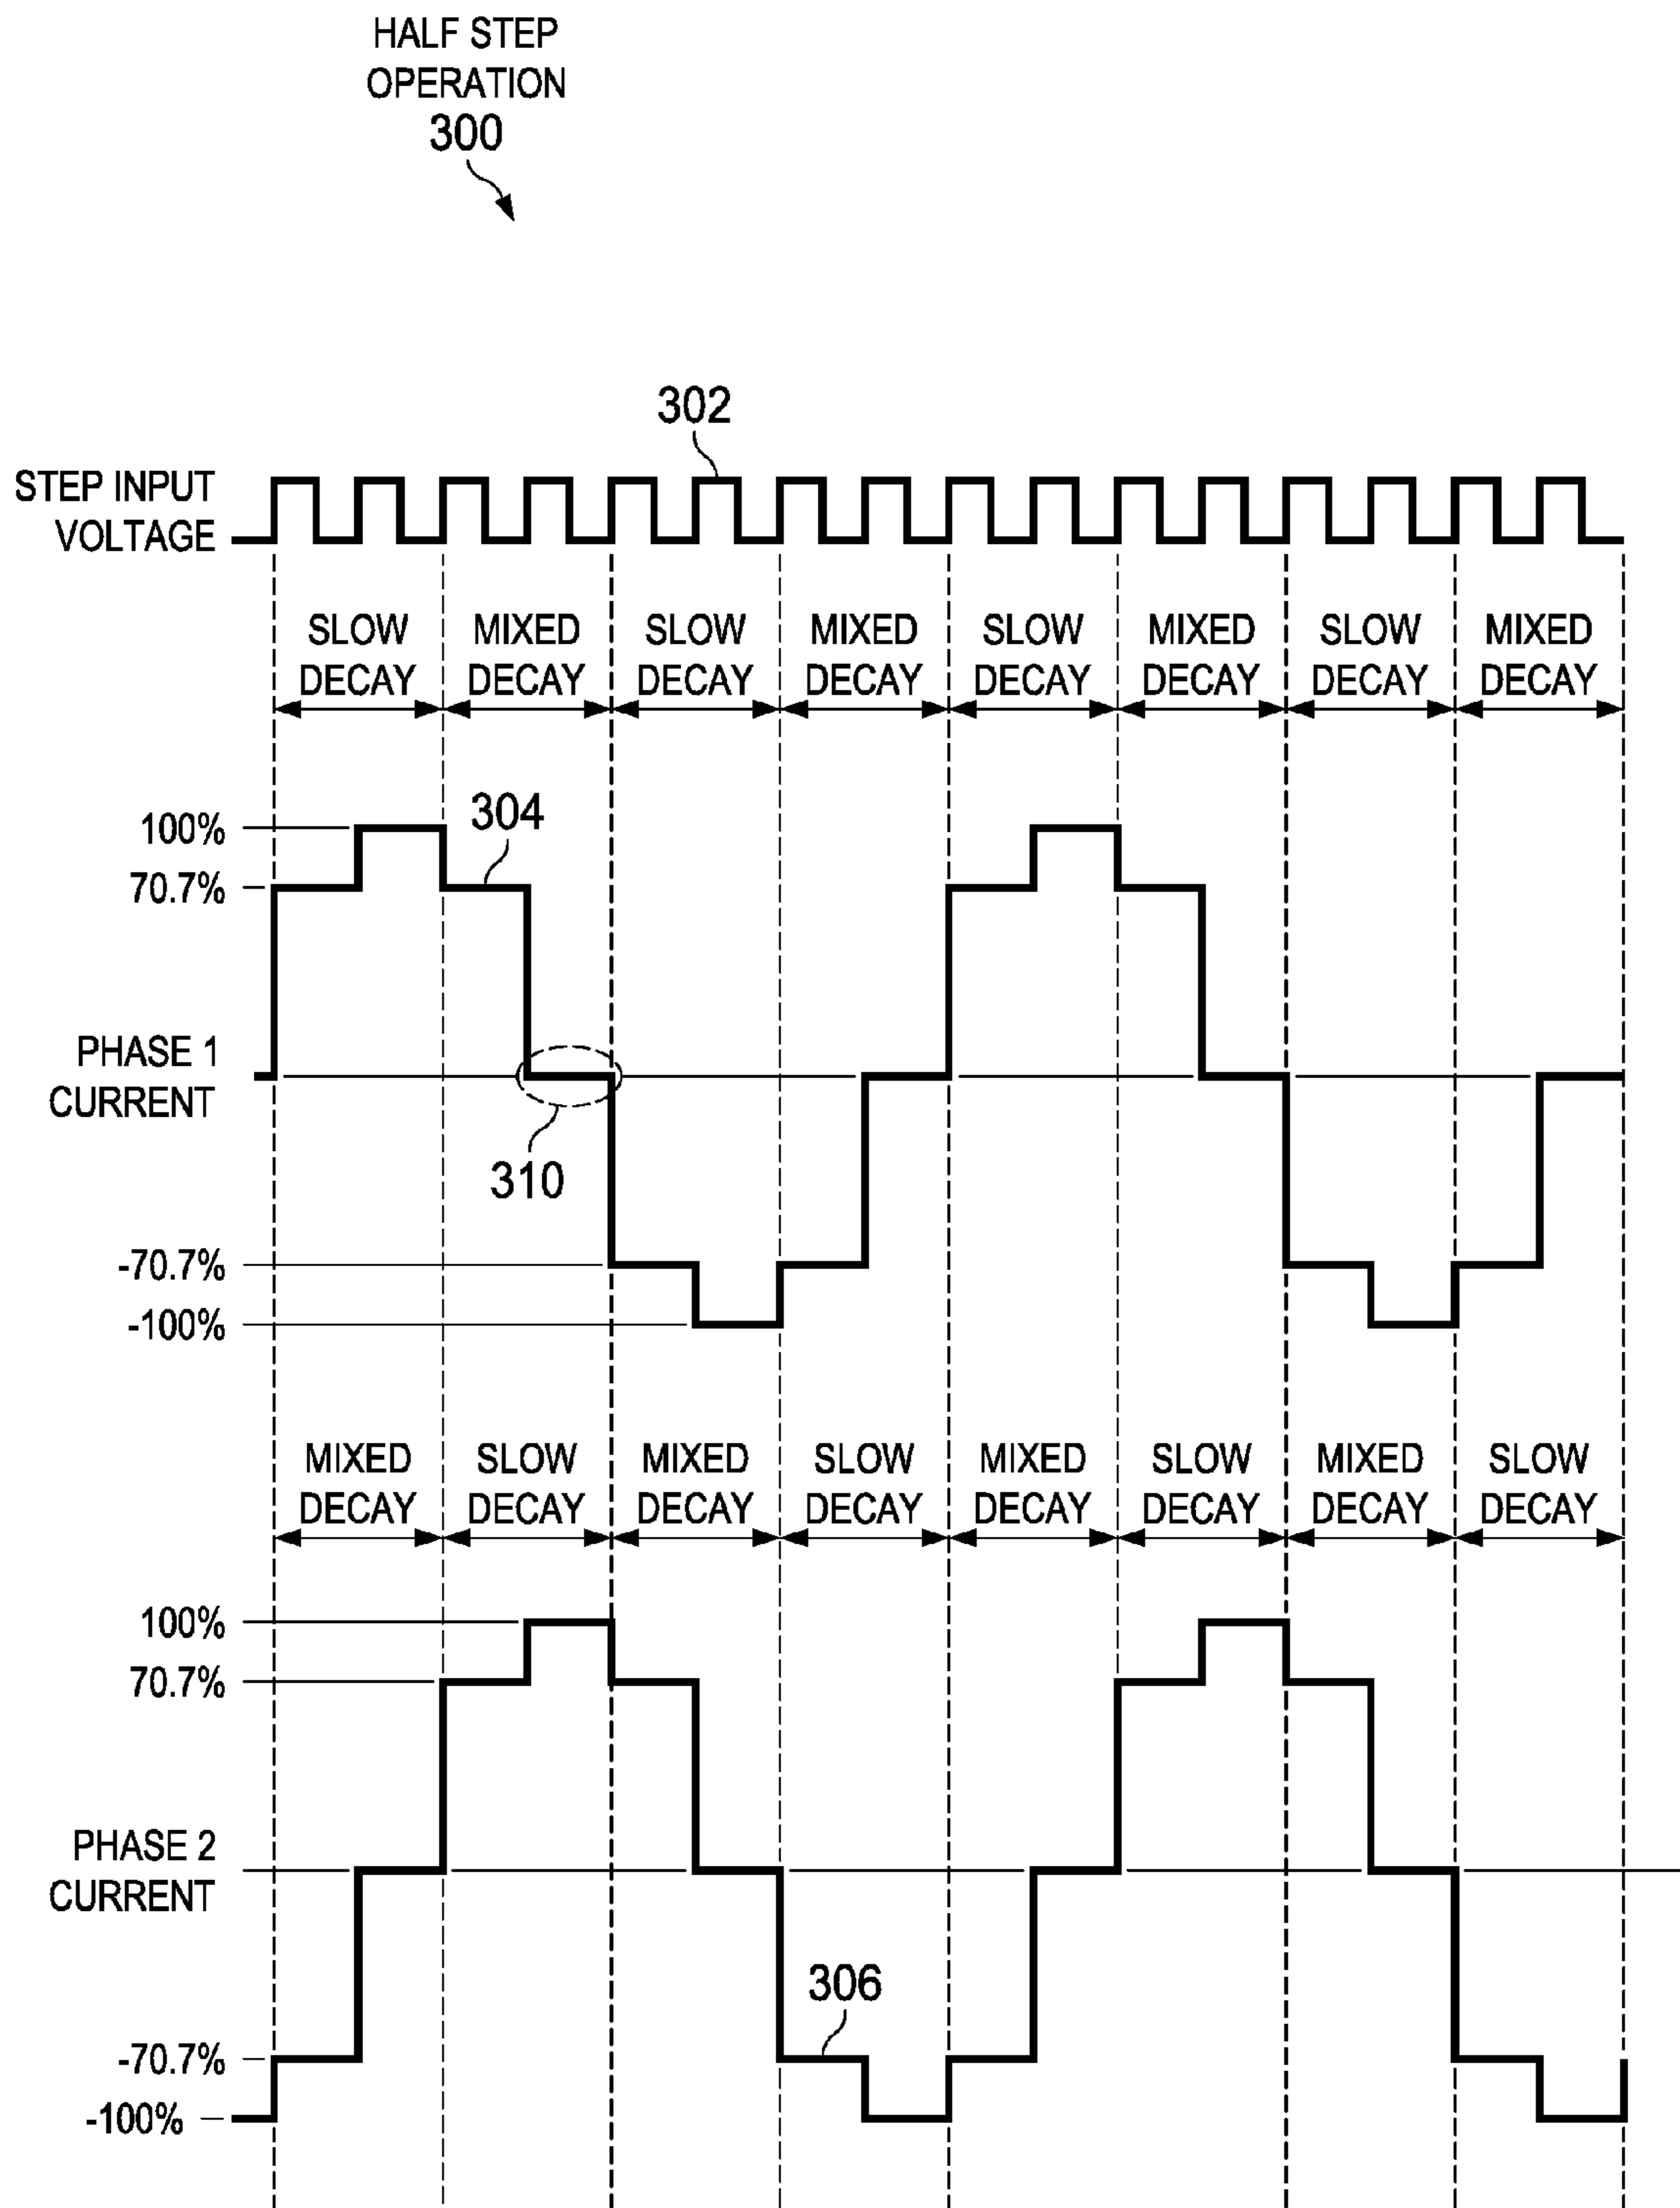 HALF STEP
OPERATION
300
302
STEP INPUT
VOLTAGE
SLOW DECAY
MIXED DECAY
SLOW DECAY
MIXED DECAY
SLOW DECAY
MIXED DECAY
SLOW DECAY
MIXED DECAY
100%
304
70.7%
PHASE 1
CURRENT
310
-70.7%
-100%
MIXED DECAY
SLOW DECAY
MIXED DECAY
SLOW DECAY
MIXED DECAY
SLOW DECAY
MIXED DECAY
SLOW DECAY
100%
70.7%
PHASE 2
CURRENT
306
-70.7%
-100%